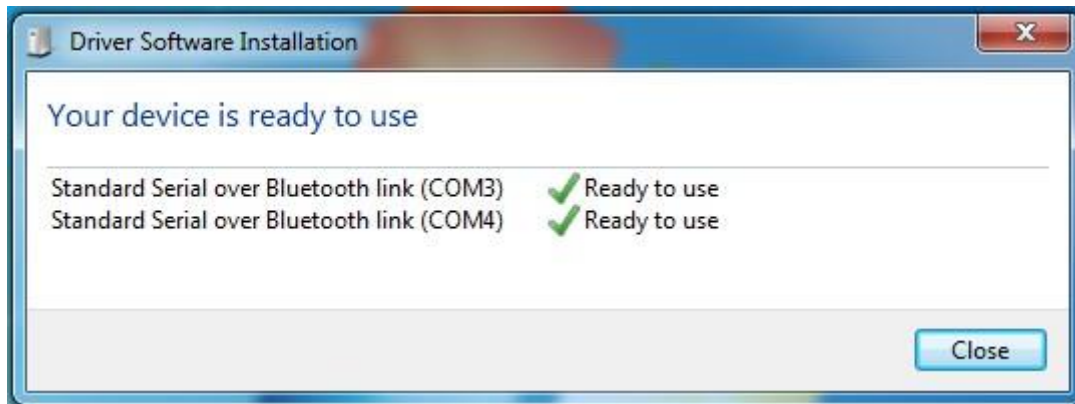 Driver Software Installation
Your device is ready to use
Standard Serial over Bluetooth link (COM3) Ready to use
Standard Serial over Bluetooth link (COM4) Ready to use
Close